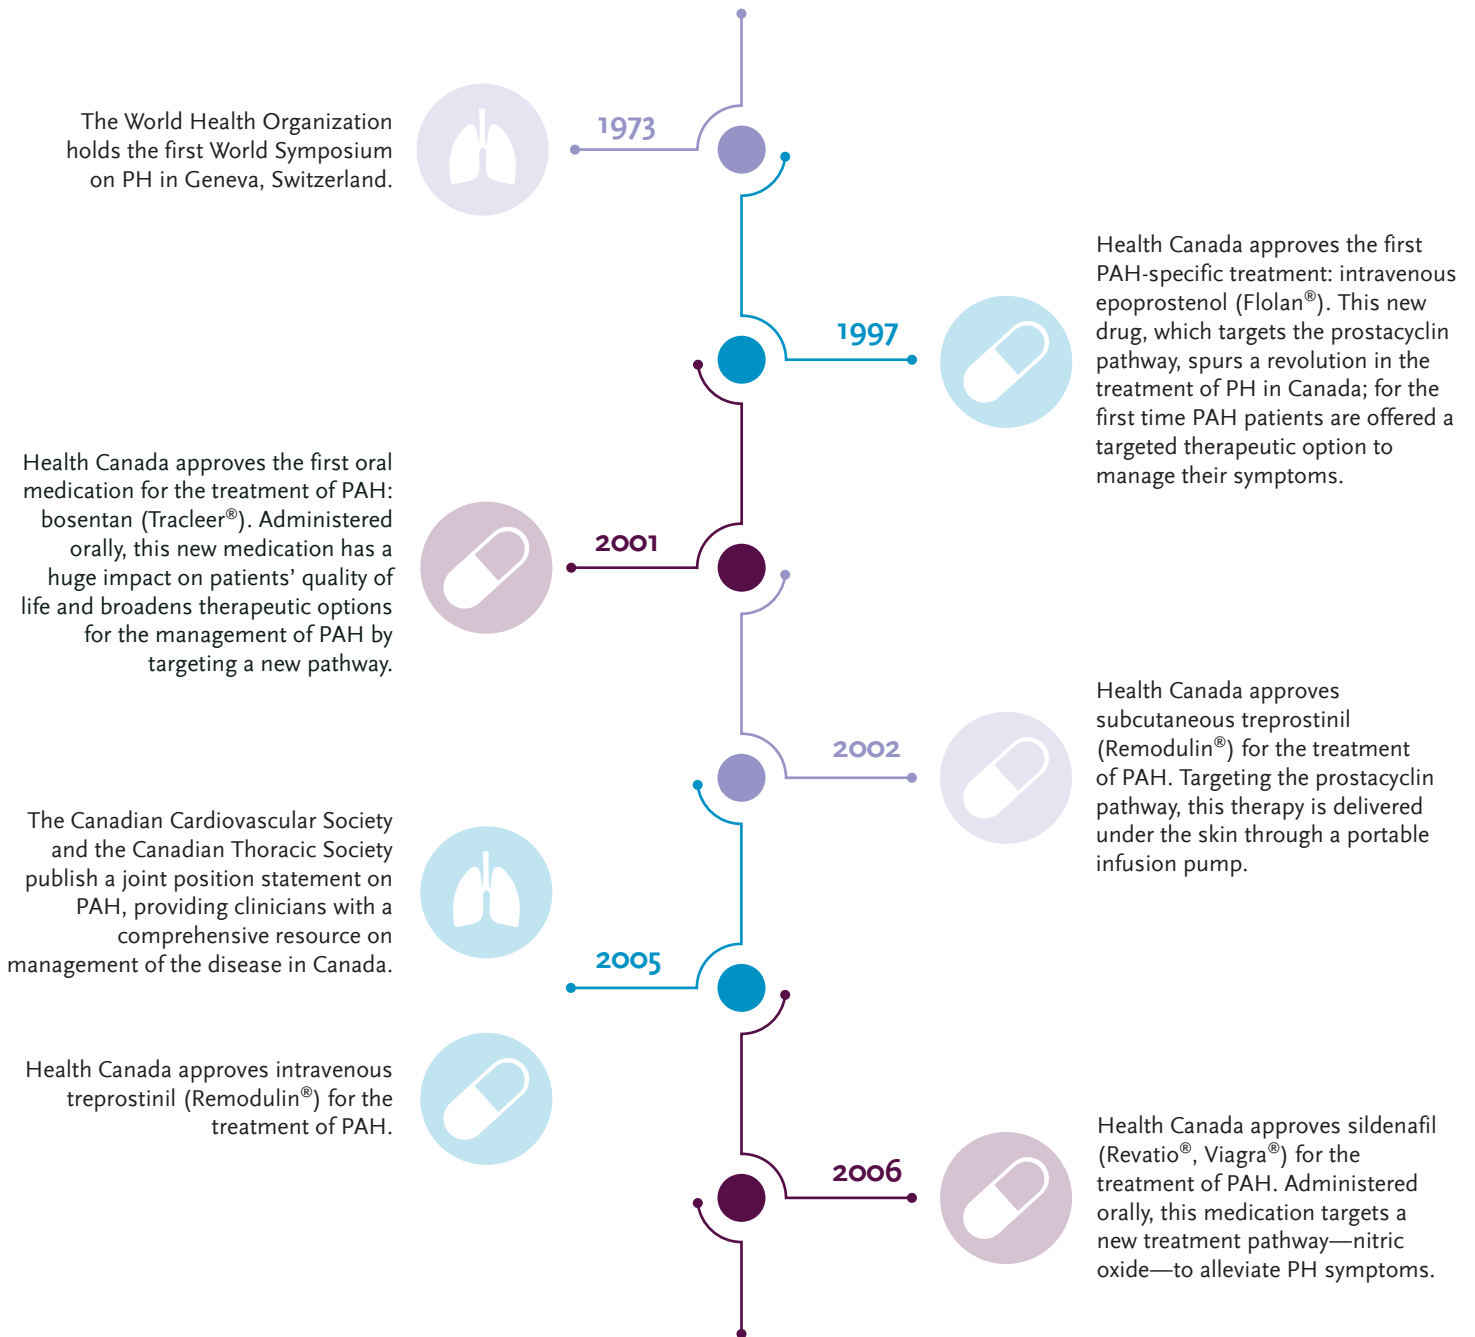 1973
The World Health Organization
holds the first World Symposium
on PH in Geneva, Switzerland.
1997
Health Canada approves the first
PAH-specific treatment: intravenous
epoprostenol (Flolan®). This new
drug, which targets the prostacyclin
pathway, spurs a revolution in the
treatment of PH in Canada; for the
first time PAH patients are offered a
targeted therapeutic option to
manage their symptoms.
2001
Health Canada approves the first oral
medication for the treatment of PAH:
bosentan (Tracleer®). Administered
orally, this new medication has a
huge impact on patients’ quality of
life and broadens therapeutic options
for the management of PAH by
targeting a new pathway.
2002
Health Canada approves
subcutaneous treprostinil
(Remodulin®) for the treatment
of PAH. Targeting the prostacyclin
pathway, this therapy is delivered
under the skin through a portable
infusion pump.
2005
The Canadian Cardiovascular Society
and the Canadian Thoracic Society
publish a joint position statement on
PAH, providing clinicians with a
comprehensive resource on
management of the disease in Canada.
Health Canada approves intravenous
treprostinil (Remodulin®) for the
treatment of PAH.
2006
Health Canada approves sildenafil
(Revatio®, Viagra®) for the
treatment of PAH. Administered
orally, this medication targets a
new treatment pathway—nitric
oxide—to alleviate PH symptoms.